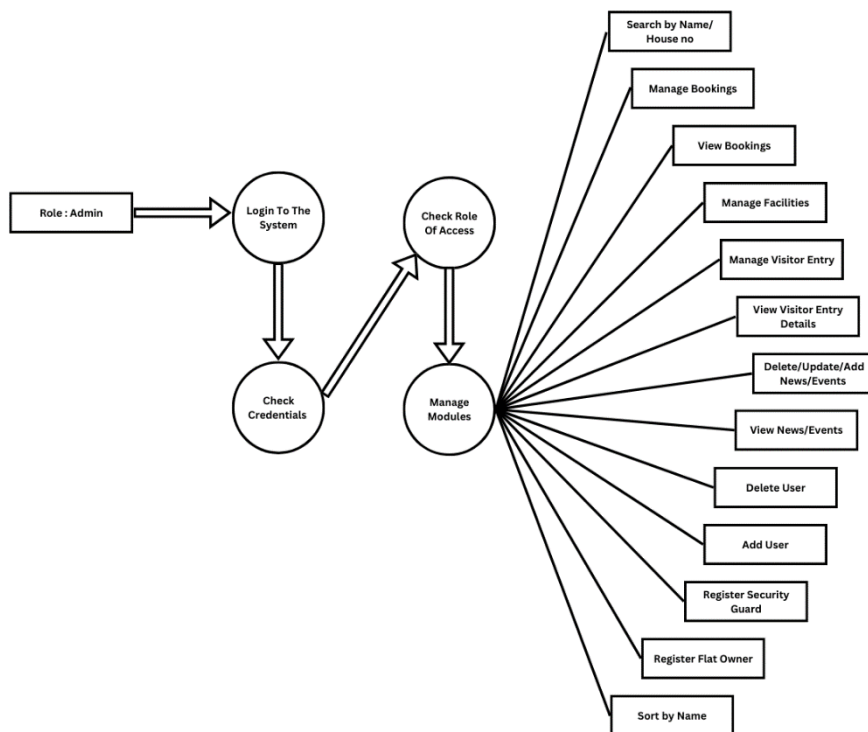 Role : Admin
Login To The
System
Check
Credentials
Check Role
Of Access
Manage
Modules
Search by Name/
House no
Manage Bookings
View Bookings
Manage Facilities
Manage Visitor Entry
View Visitor Entry
Details
Delete/Update/Add
News/Events
View News/Events
Delete User
Add User
Register Security
Guard
Register Flat Owner
Sort by Name